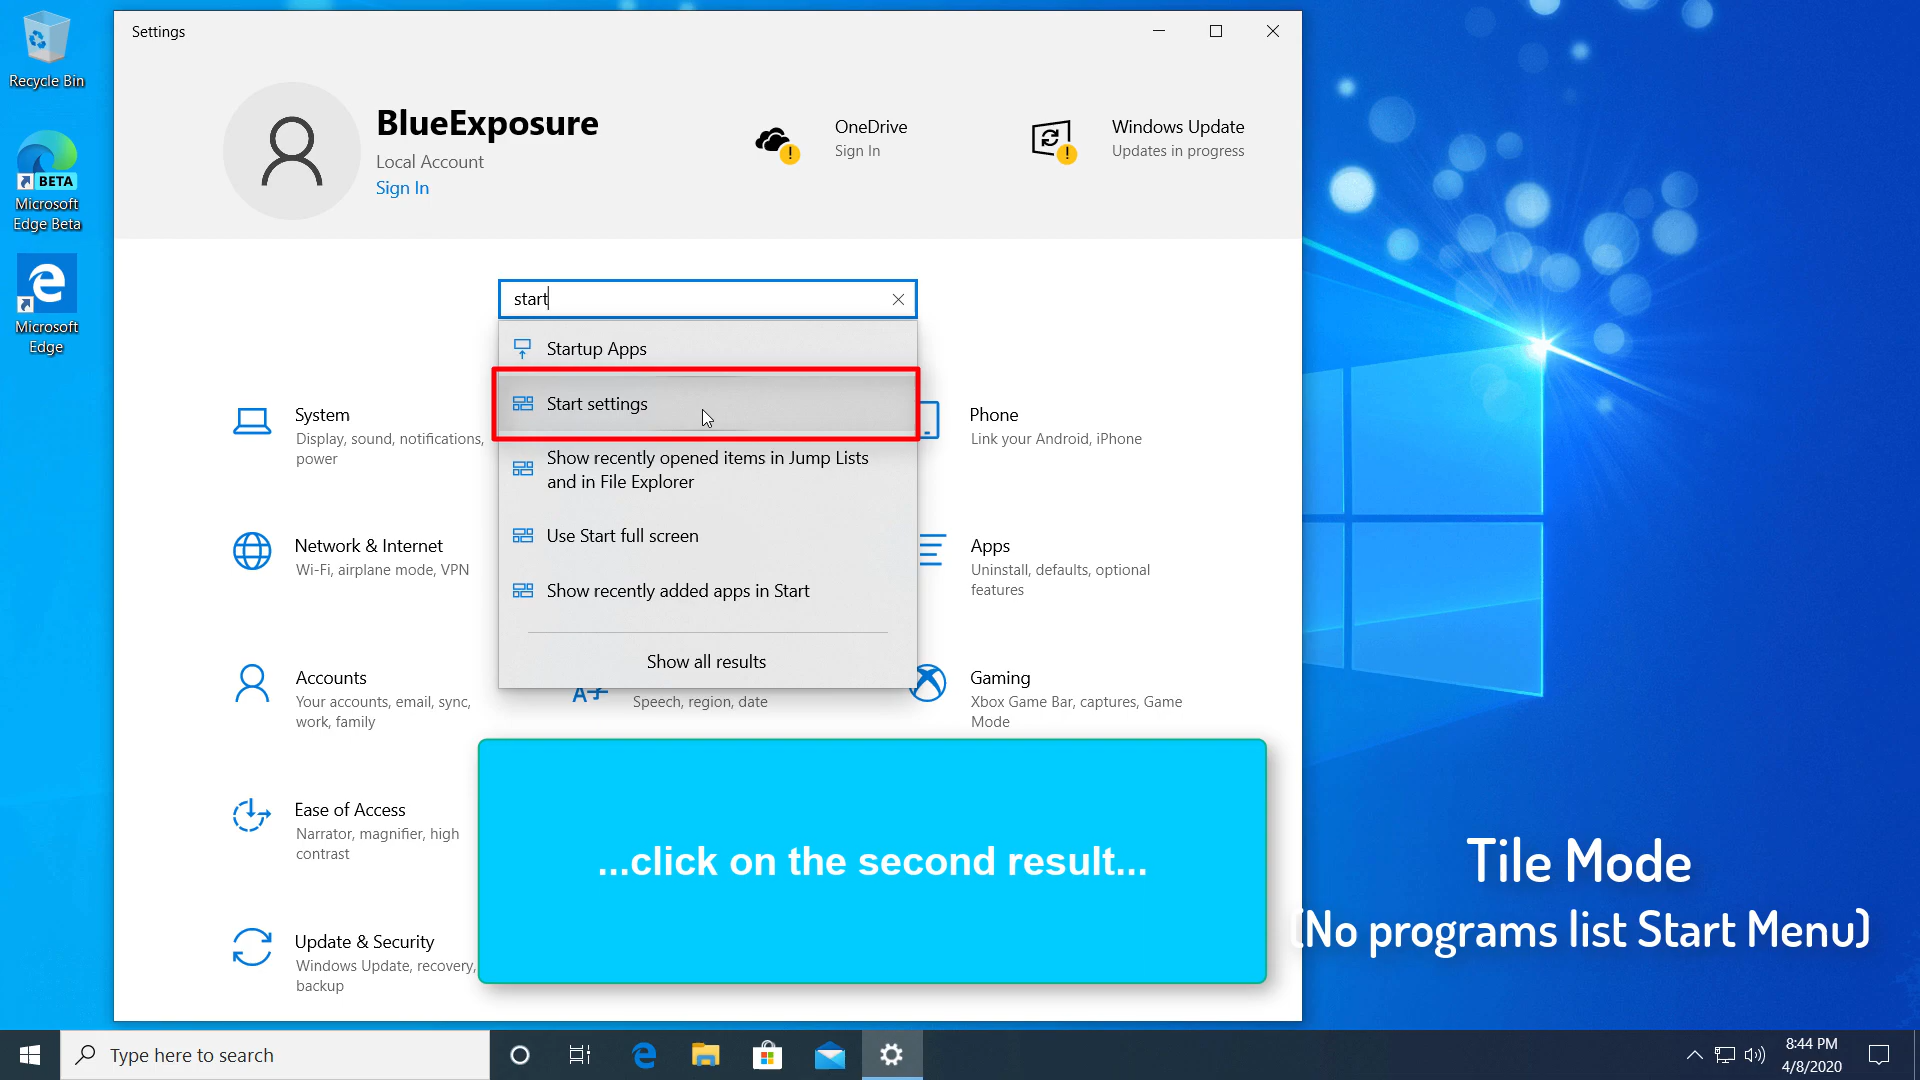 Settings
Recycle Bin
BETA
Microsoft
Edge Beta
Microsoft
Edge
BlueExposure
Local Account
Sign In
OneDrive
Sign In
Windows Update
Updates in progress
start
Startup Apps
Start settings
Show recently opened items in Jump Lists
and in File Explorer
Use Start full screen
Show recently added apps in Start
Show all results
System
Display, sound, notifications,
power
Phone
Link your Android, iPhone
Network & Internet
Wi-Fi, airplane mode, VPN
Apps
Uninstall, defaults, optional
features
Accounts
Your accounts, email, sync,
work, family
Speech, region, date
Gaming
Xbox Game Bar, captures, Game
Mode
Ease of Access
Narrator, magnifier, high
contrast
Update & Security
Windows Update, recovery,
backup
...click on the second result...
Tile Mode
(No programs list Start Menu)
Type here to search
8:44 PM
4/8/2020